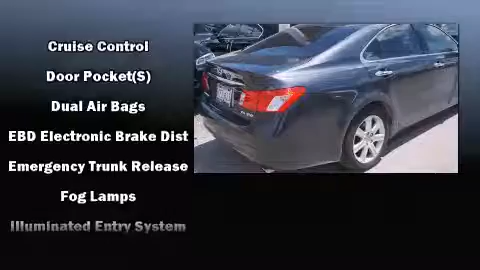 Cruise Control
Door Pocket(S)
Dual Air Bags
EBD Electronic Brake Dist
Emergency Trunk Release
Fog Lamps
Illuminated Entry System